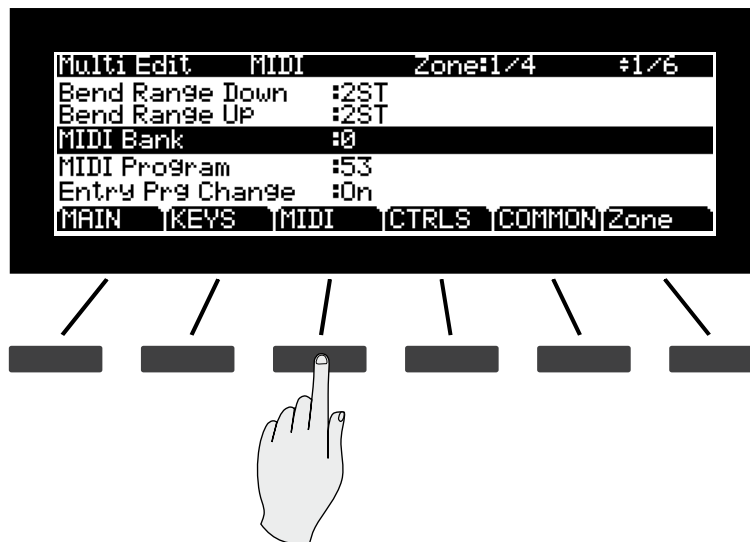 Multi Edit MIDI Zone:1/4 ÷1/6
Bend Range Down :2ST
Bend Range Up :2ST
MIDI Bank :0
MIDI Program :53
Entry Prg Change :On
MAIN KEYS MIDI CTRLS COMMON Zone